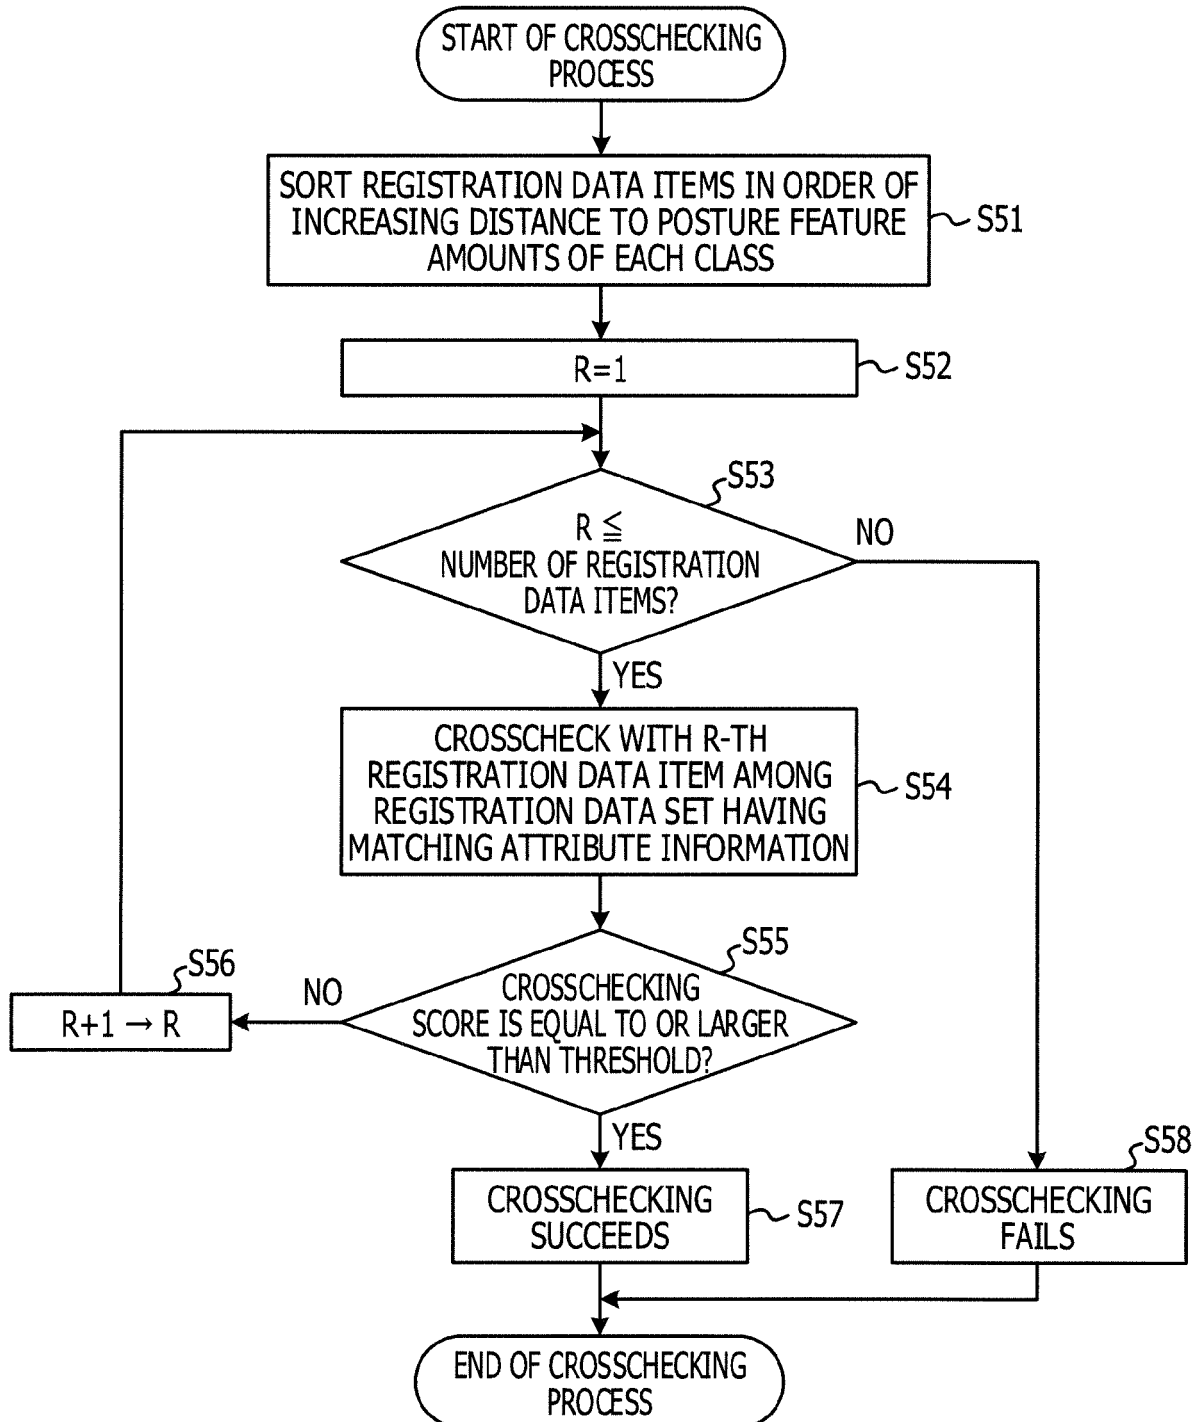 START OF CROSSCHECKING
PROCESS
SORT REGISTRATION DATA ITEMS IN ORDER OF
INCREASING DISTANCE TO POSTURE FEATURE
AMOUNTS OF EACH CLASS
S51
R=1
S52
S53
R ≦
NUMBER OF REGISTRATION
DATA ITEMS?
NO
YES
CROSSCHECK WITH R-TH
REGISTRATION DATA ITEM AMONG
REGISTRATION DATA SET HAVING
MATCHING ATTRIBUTE INFORMATION
S54
S55
CROSSCHECKING
SCORE IS EQUAL TO OR LARGER
THAN THRESHOLD?
NO
S56
R+1 → R
YES
CROSSCHECKING
SUCCEEDS
S57
S58
CROSSCHECKING
FAILS
END OF CROSSCHECKING
PROCESS